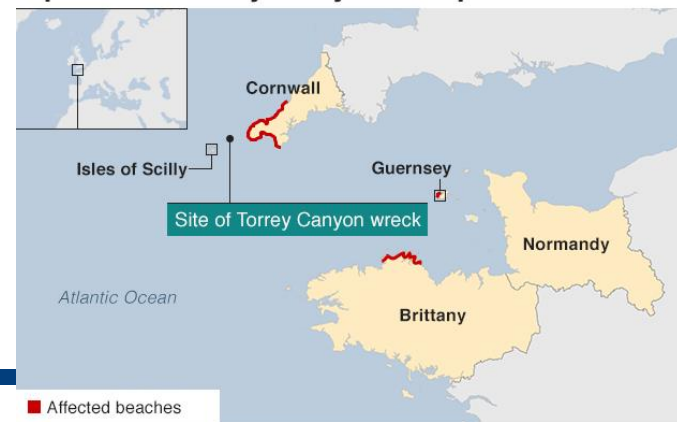 Cornwall
Isles of Scilly
Guernsey
Site of Torrey Canyon wreck
Normandy
Atlantic Ocean
Brittany
Affected beaches